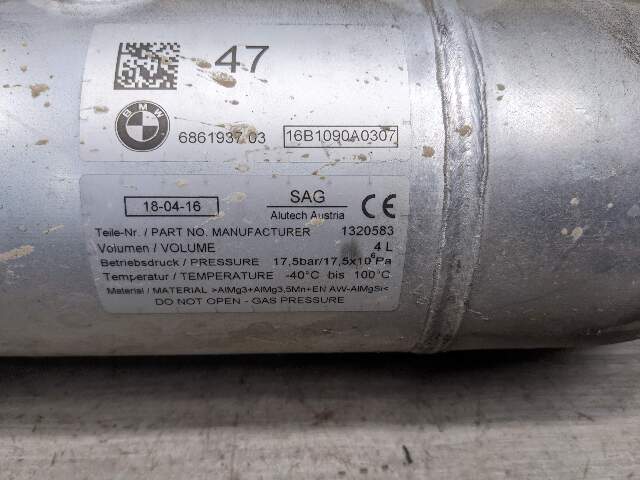 47
BMW
6861937 03 16B1090A0307
18-04-16
SAG
Alutech Austria
CE
Teile-Nr. / PART NO. MANUFACTURER 1320583
Volumen / VOLUME 4 L
Betriebsdruck / PRESSURE 17,5bar/17,5x10⁶Pa
Temperatur / TEMPERATURE -40°C bis 100°C
Material / MATERIAL >AlMg3+AlMg3,5Mn+EN AW-AlMgSi<
DO NOT OPEN - GAS PRESSURE